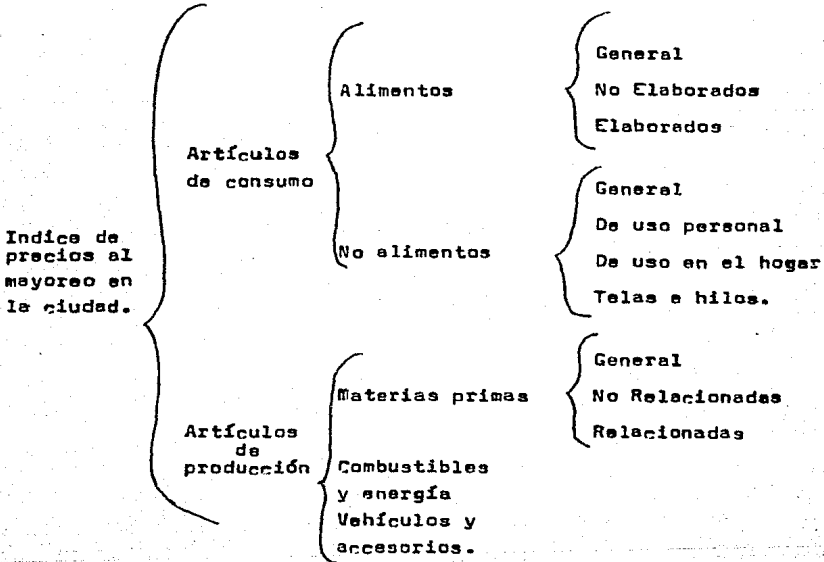 Indice de
precios al
mayoreo en
la ciudad.
Artículos
de consumo
Alimentos
General
No Elaborados
Elaborados
No alimentos
General
De uso personal
De uso en el hogar
Telas e hilos.
Artículos
de
producción
Materias primas
General
No Relacionadas
Relacionadas
Combustibles
y energía
Vehículos y
accesorios.